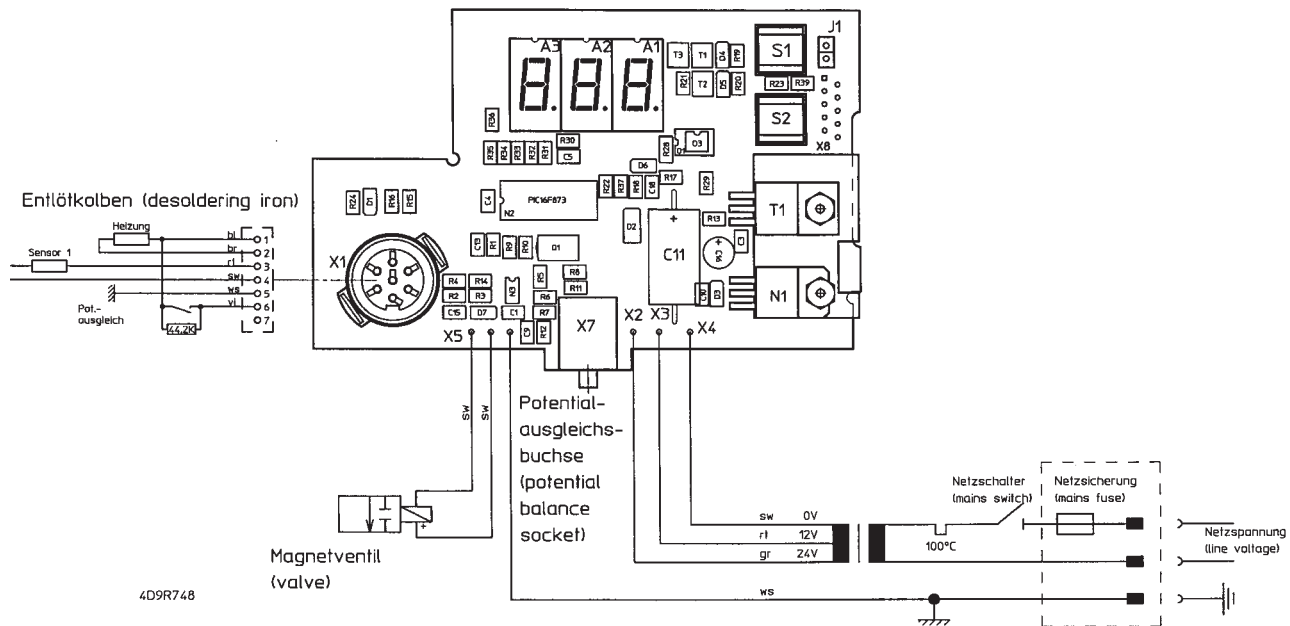 J1
A3 A2 A1
T3 T1 D4 R19
S1
R21 T2 D5 R20
R23 R39
R36
S2
R35 R34 R33 R32 R31
R30
C5
R28
D3
X8
D6
R17
R22 R37 R18 C18
R29
Entlötkolben (desoldering iron)
R24 D1 R16 R15
C4
PIC16F873
N2
T1
R13
D2
Heizung
bl 1
br 2
Sensor 1
rt 3
sw 4
ws 5
vi 6
7
Pot.-
ausgleich
44.2K
X1
C13 R1 R9 R10
D1
C11
C16
C3
R4 R14
R2 R3
C15 D7
N3
C1
R5
R8
R11
R6
R7
C9 R12
C10 D3
N1
X5
X7
X2 X3 X4
sw sw
Potential-
ausgleichs-
buchse
(potential
balance
socket)
Magnetventil
(valve)
+
sw 0V
rt 12V
gr 24V
ws
100°C
Netzschalter
(mains switch)
Netzsicherung
(mains fuse)
Netzspannung
(line voltage)
4D9R748